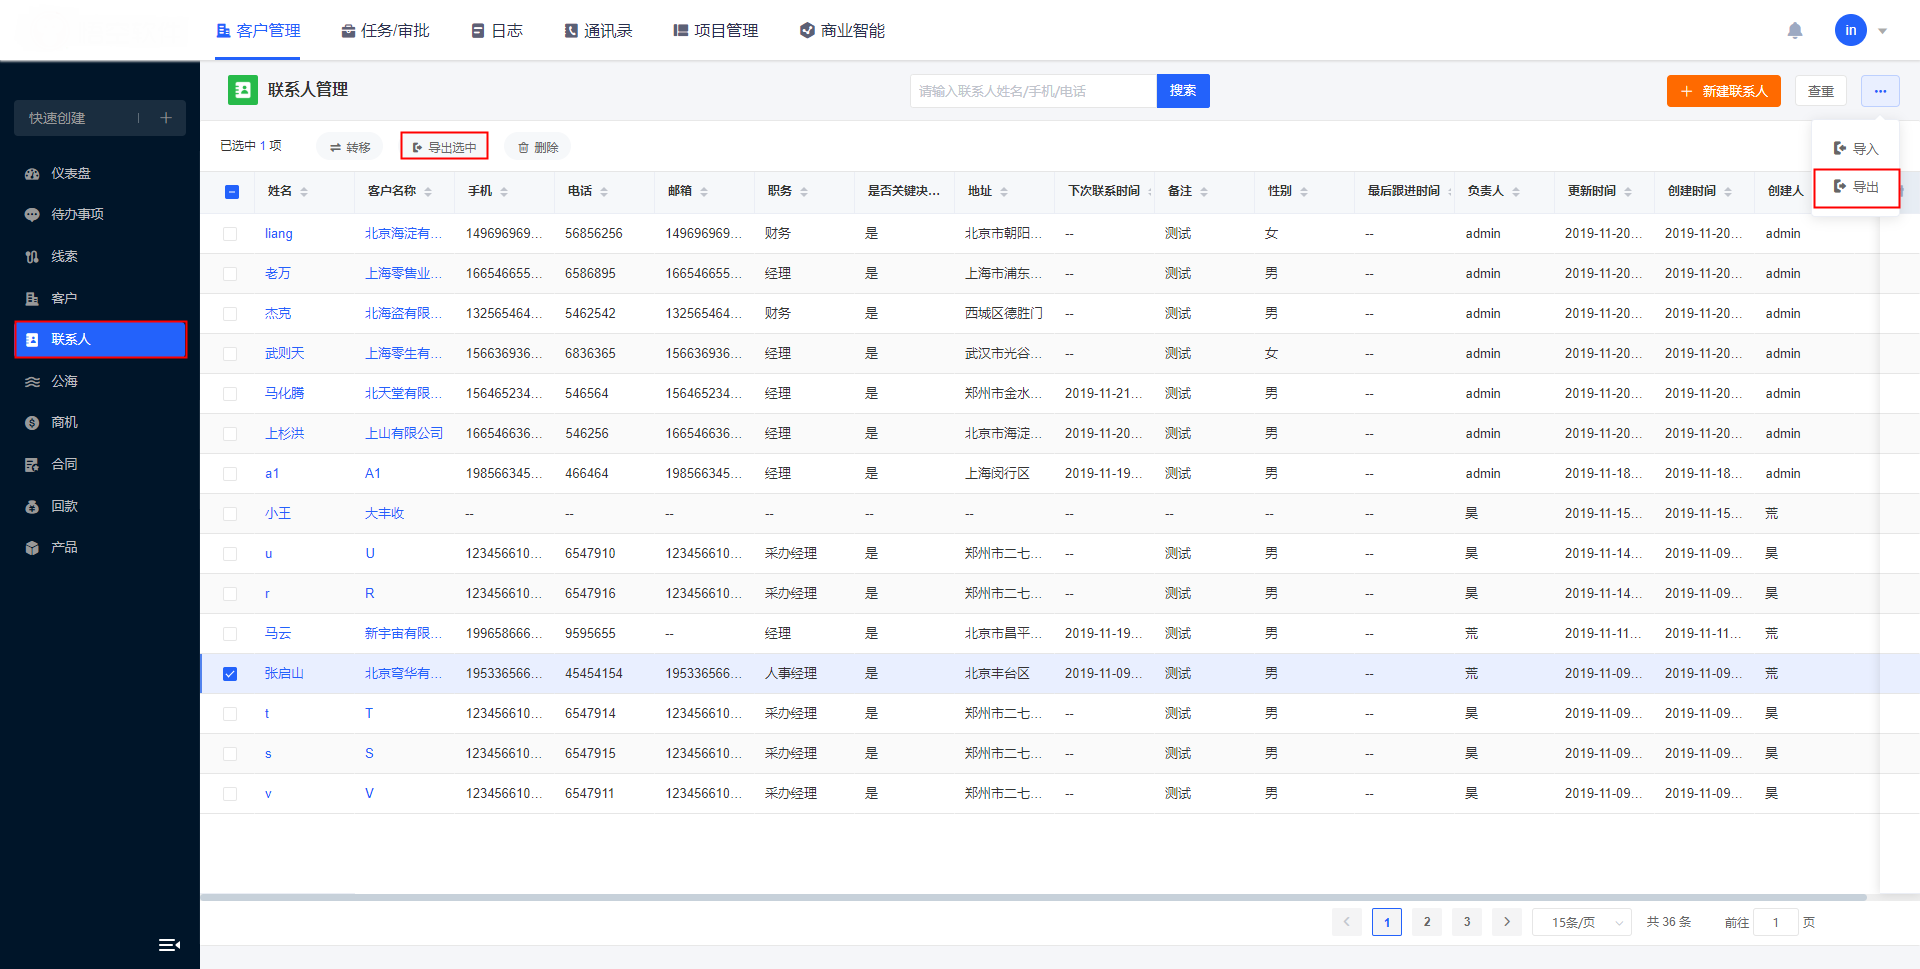 客户管理 任务/审批 日志 通讯录 项目管理 商业智能 in
快速创建
仪表盘
待办事项
线索
客户
联系人
公海
商机
合同
回款
产品
联系人管理 请输入联系人姓名/手机/电话 搜索 新建联系人 查重
导入
导出
已选中 1 项 转移 导出选中 删除
姓名 客户名称 手机 电话 邮箱 职务 是否关键决... 地址 下次联系时间 备注 性别 最后跟进时间 负责人 更新时间 创建时间 创建人
liang 北京海淀有... 149696969... 56856256 149696969... 财务 是 北京市朝阳... -- 测试 女 -- admin 2019-11-20... 2019-11-20... admin
老万 上海零售业... 166546655... 6586895 166546655... 经理 是 上海市浦东... -- 测试 男 -- admin 2019-11-20... 2019-11-20... admin
杰克 北海盗有限... 132565464... 5462542 132565464... 财务 是 西城区德胜门 -- 测试 男 -- admin 2019-11-20... 2019-11-20... admin
武则天 上海零生有... 156636936... 6836365 156636936... 经理 是 武汉市光谷... -- 测试 女 -- admin 2019-11-20... 2019-11-20... admin
马化腾 北天堂有限... 156465234... 546564 156465234... 经理 是 郑州市金水... 2019-11-21... 测试 男 -- admin 2019-11-20... 2019-11-20... admin
上杉洪 上山有限公司 166546636... 546256 166546636... 经理 是 北京市海淀... 2019-11-20... 测试 男 -- admin 2019-11-20... 2019-11-20... admin
a1 A1 198566345... 466464 198566345... 经理 是 上海闵行区 2019-11-19... 测试 男 -- admin 2019-11-18... 2019-11-18... admin
小王 大丰收 -- -- -- -- -- -- -- -- -- -- 昊 2019-11-15... 2019-11-15... 荒
u U 123456610... 6547910 123456610... 采办经理 是 郑州市二七... -- 测试 男 -- 昊 2019-11-14... 2019-11-09... 昊
r R 123456610... 6547916 123456610... 采办经理 是 郑州市二七... -- 测试 男 -- 昊 2019-11-14... 2019-11-09... 昊
马云 新宇宙有限... 199658666... 9595655 -- 经理 是 北京市昌平... 2019-11-19... 测试 男 -- 荒 2019-11-11... 2019-11-11... 荒
张启山 北京穹华有... 195336566... 45454154 195336566... 人事经理 是 北京丰台区 2019-11-09... 测试 男 -- 荒 2019-11-09... 2019-11-09... 荒
t T 123456610... 6547914 123456610... 采办经理 是 郑州市二七... -- 测试 男 -- 昊 2019-11-09... 2019-11-09... 昊
s S 123456610... 6547915 123456610... 采办经理 是 郑州市二七... -- 测试 男 -- 昊 2019-11-09... 2019-11-09... 昊
v V 123456610... 6547911 123456610... 采办经理 是 郑州市二七... -- 测试 男 -- 昊 2019-11-09... 2019-11-09... 昊
1 2 3 15条/页 共 36 条 前往 1 页